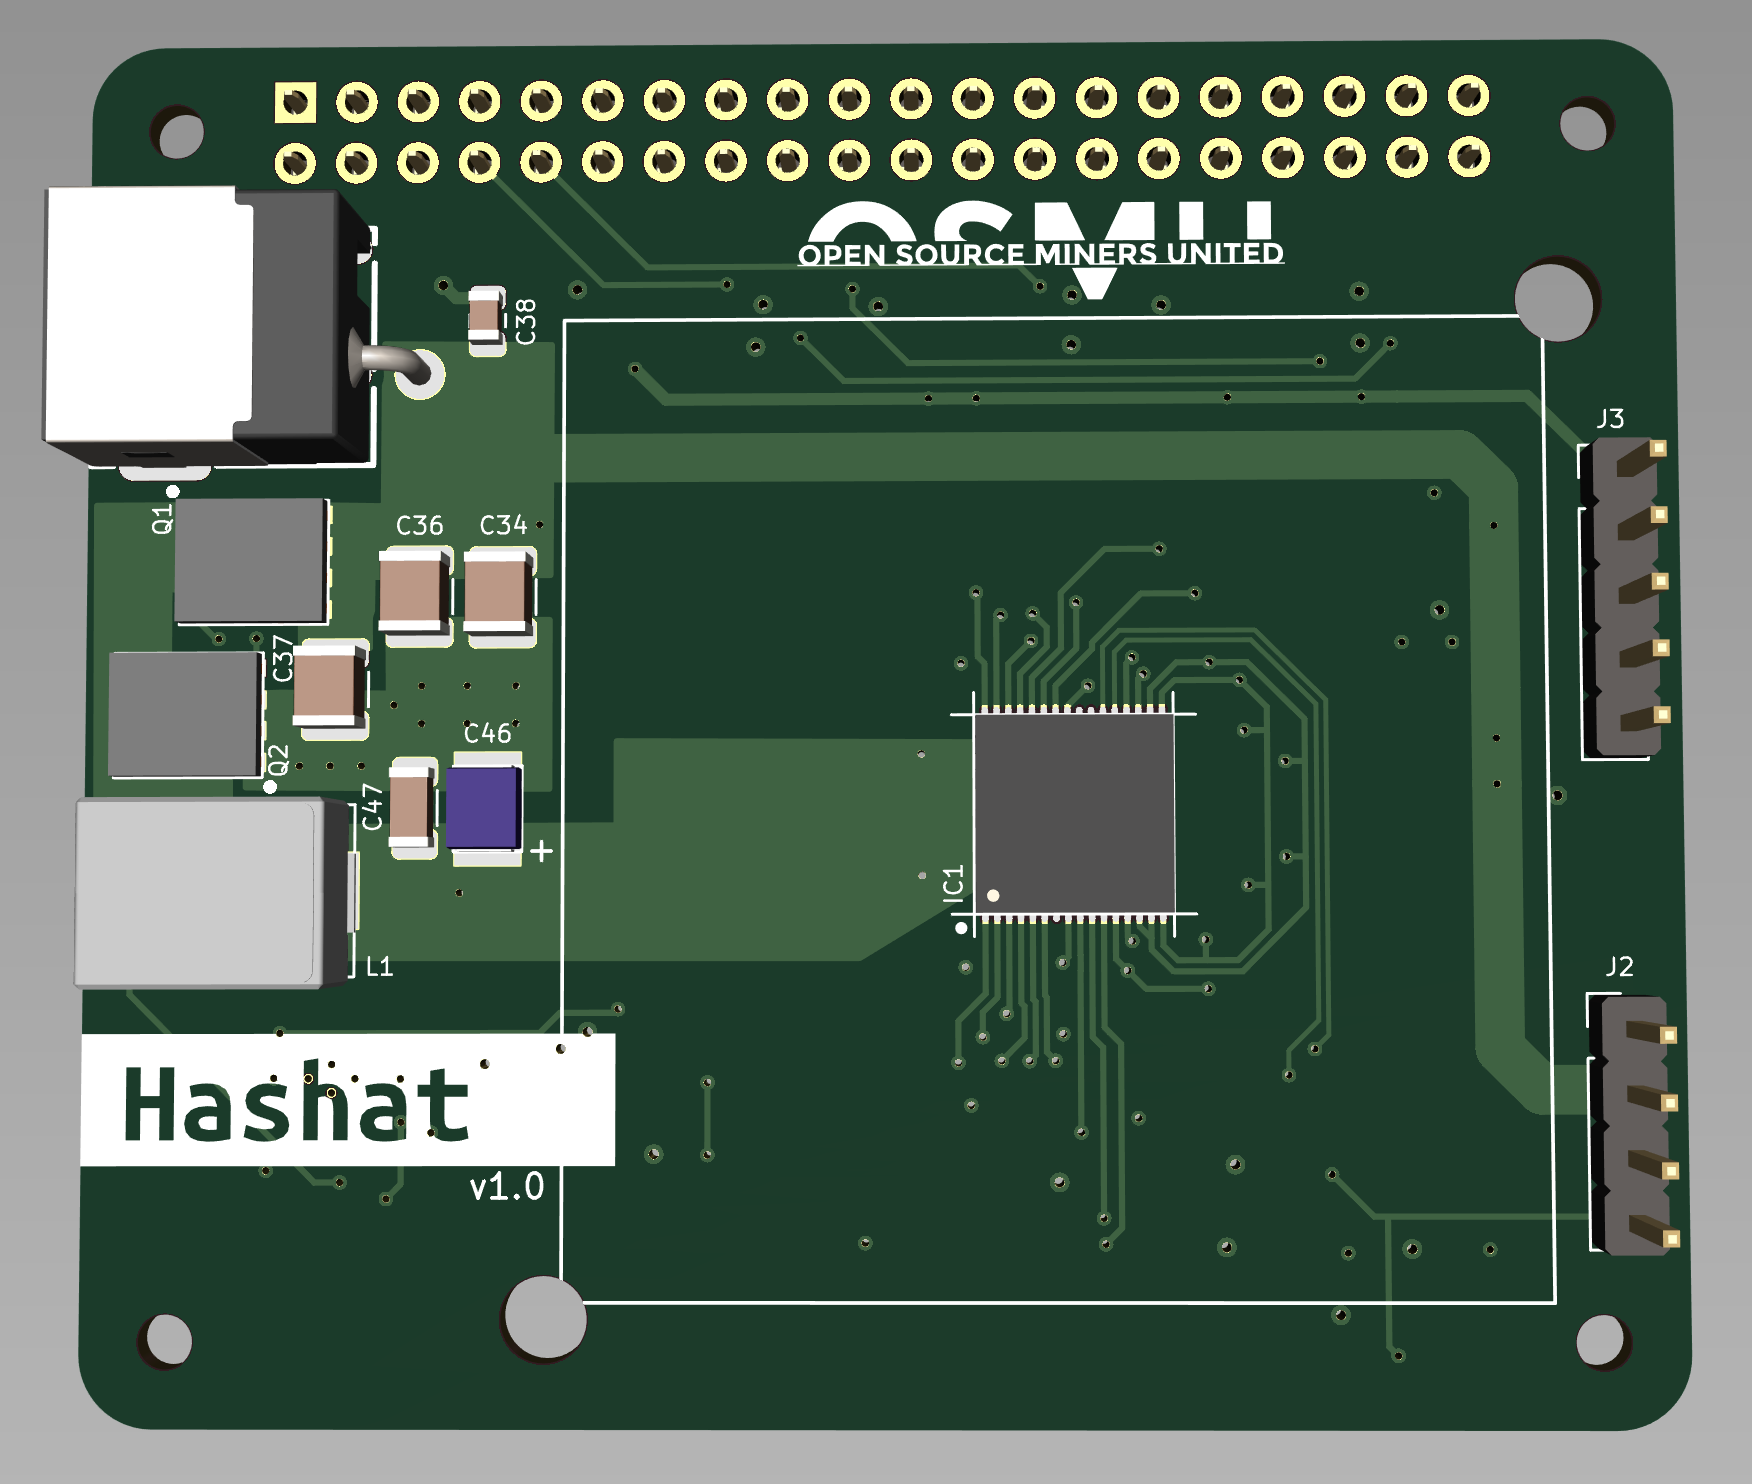 OSMU
OPEN SOURCE MINERS UNITED
C38
J3
Q1
C36
C34
C37
C46
Q2
C47
+
IC1
L1
J2
Hashat
v1.0